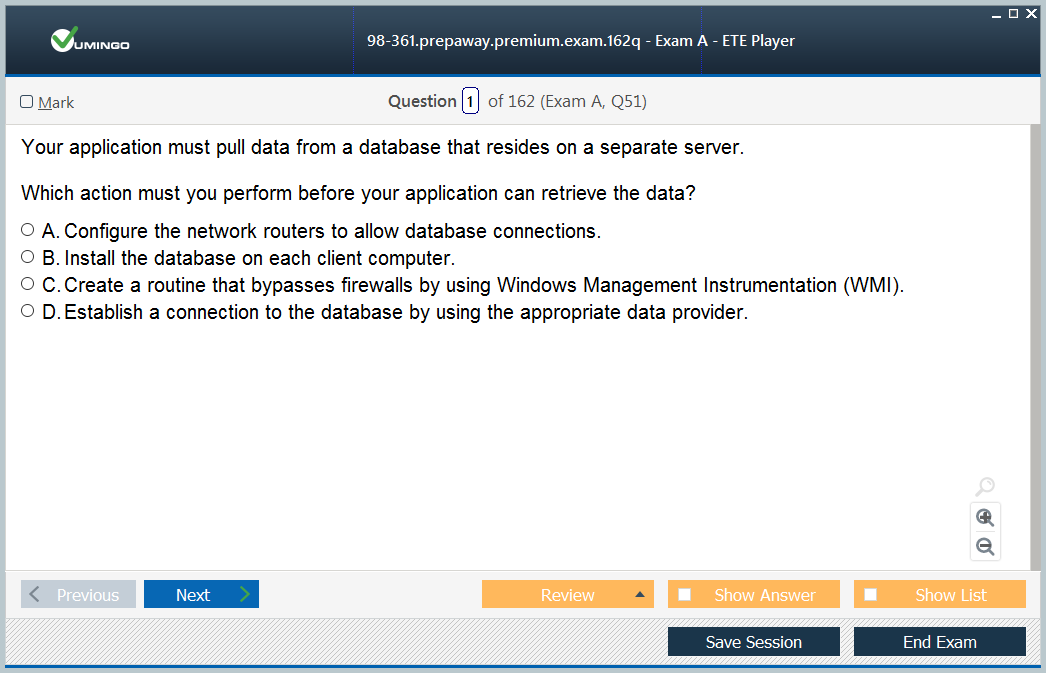 VUMINGO
98-361.prepaway.premium.exam.162q - Exam A - ETE Player
Mark
Question 1 of 162 (Exam A, Q51)
Your application must pull data from a database that resides on a separate server.
Which action must you perform before your application can retrieve the data?
A. Configure the network routers to allow database connections.
B. Install the database on each client computer.
C. Create a routine that bypasses firewalls by using Windows Management Instrumentation (WMI).
D. Establish a connection to the database by using the appropriate data provider.
Previous
Next
Review
Show Answer
Show List
Save Session
End Exam